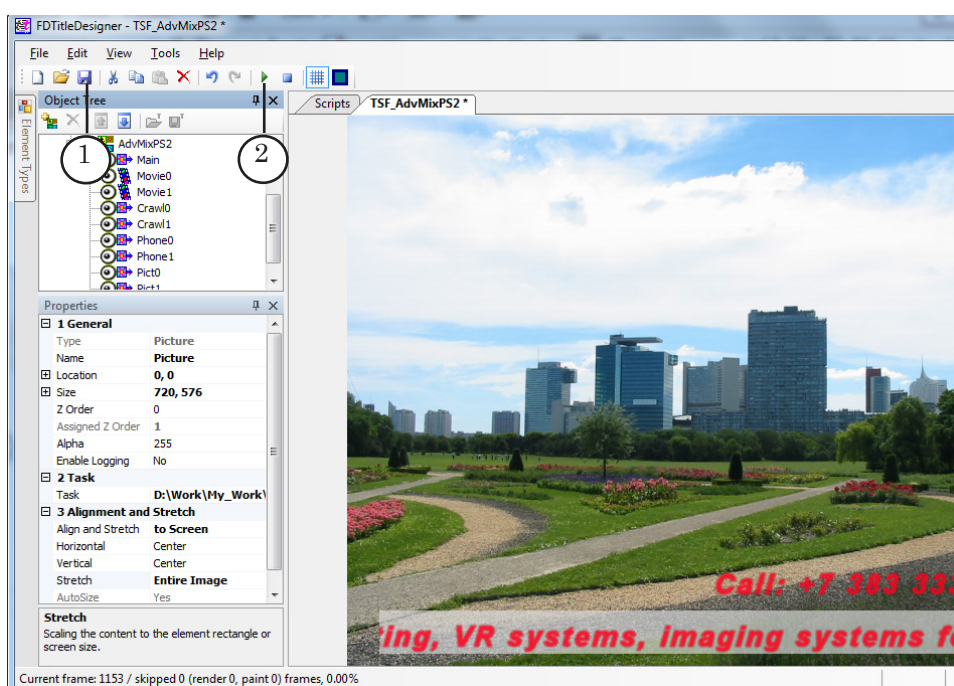 FDTitleDesigner - TSF_AdvMixPS2 *
File Edit View Tools Help
Object Tree
Scripts TSF_AdvMixPS2 *
Element Types
1
2
AdvMixPS2
Main
Movie0
Movie1
Crawl0
Crawl1
Phone0
Phone1
Pict0
Pict1
Properties
1 General
Type Picture
Name Picture
Location 0, 0
Size 720, 576
Z Order 0
Assigned Z Order 1
Alpha 255
Enable Logging No
2 Task
Task D:\Work\My_Work\
3 Alignment and Stretch
Align and Stretch to Screen
Horizontal Center
Vertical Center
Stretch Entire Image
AutoSize Yes
Stretch
Scaling the content to the element rectangle or
screen size.
Call: +7 383 333
ting, VR systems, imaging systems fo
Current frame: 1153 / skipped 0 (render 0, paint 0) frames, 0.00%